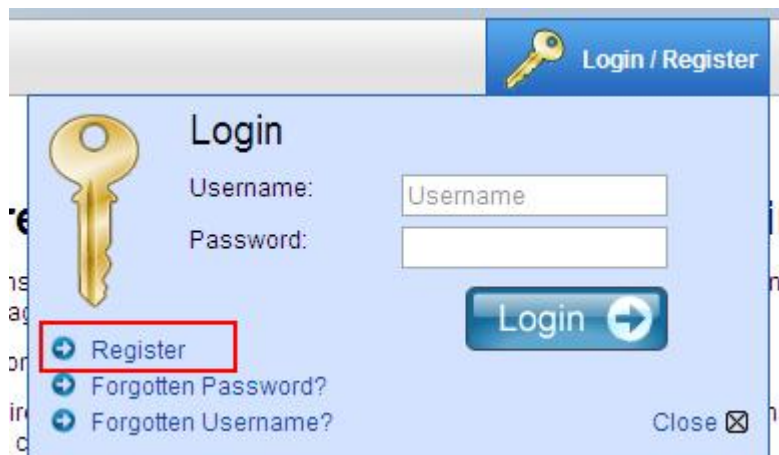 Login / Register
Login
Username:
Username
Password:
Login
Register
Forgotten Password?
Forgotten Username?
Close